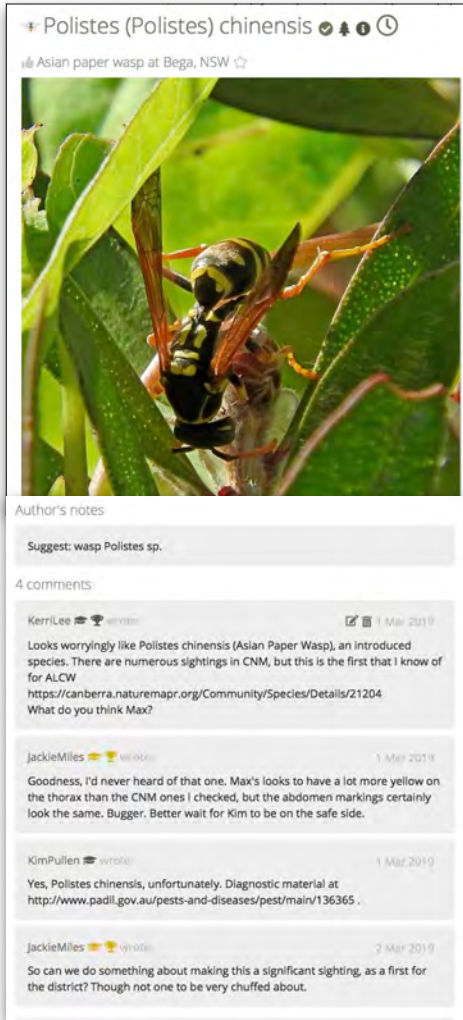 Polistes (Polistes) chinensis
Asian paper wasp at Bega, NSW
Author's notes
Suggest: wasp Polistes sp.
4 comments
KerriLee wrote: 1 Mar 2019
Looks worryingly like Polistes chinensis (Asian Paper Wasp), an introduced
species. There are numerous sightings in CNM, but this is the first that I know of
for ALCW
https://canberra.naturemapr.org/Community/Species/Details/21204
What do you think Max?
JackieMiles wrote: 1 Mar 2019
Goodness, I'd never heard of that one. Max's looks to have a lot more yellow on
the thorax than the CNM ones I checked, but the abdomen markings certainly
look the same. Bugger. Better wait for Kim to be on the safe side.
KimPullen wrote: 1 Mar 2019
Yes, Polistes chinensis, unfortunately. Diagnostic material at
http://www.padil.gov.au/pests-and-diseases/pest/main/136365 .
JackieMiles wrote: 2 Mar 2019
So can we do something about making this a significant sighting, as a first for
the district? Though not one to be very chuffed about.